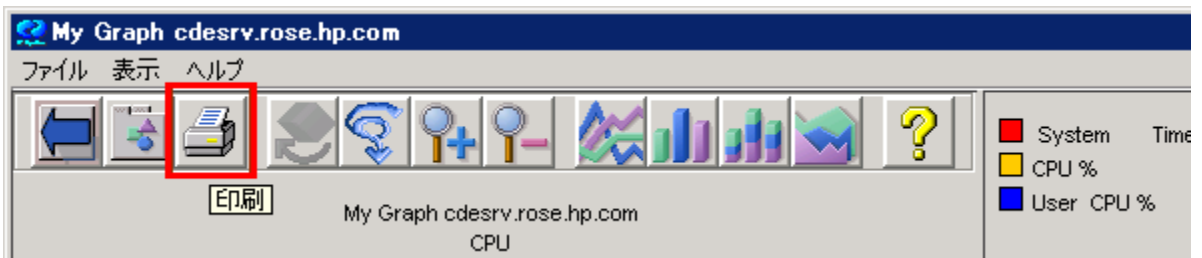 My Graph cdesrv.rose.hp.com
ファイル 表示 ヘルプ
印刷
My Graph cdesrv.rose.hp.com
CPU
System Time
CPU %
User CPU %